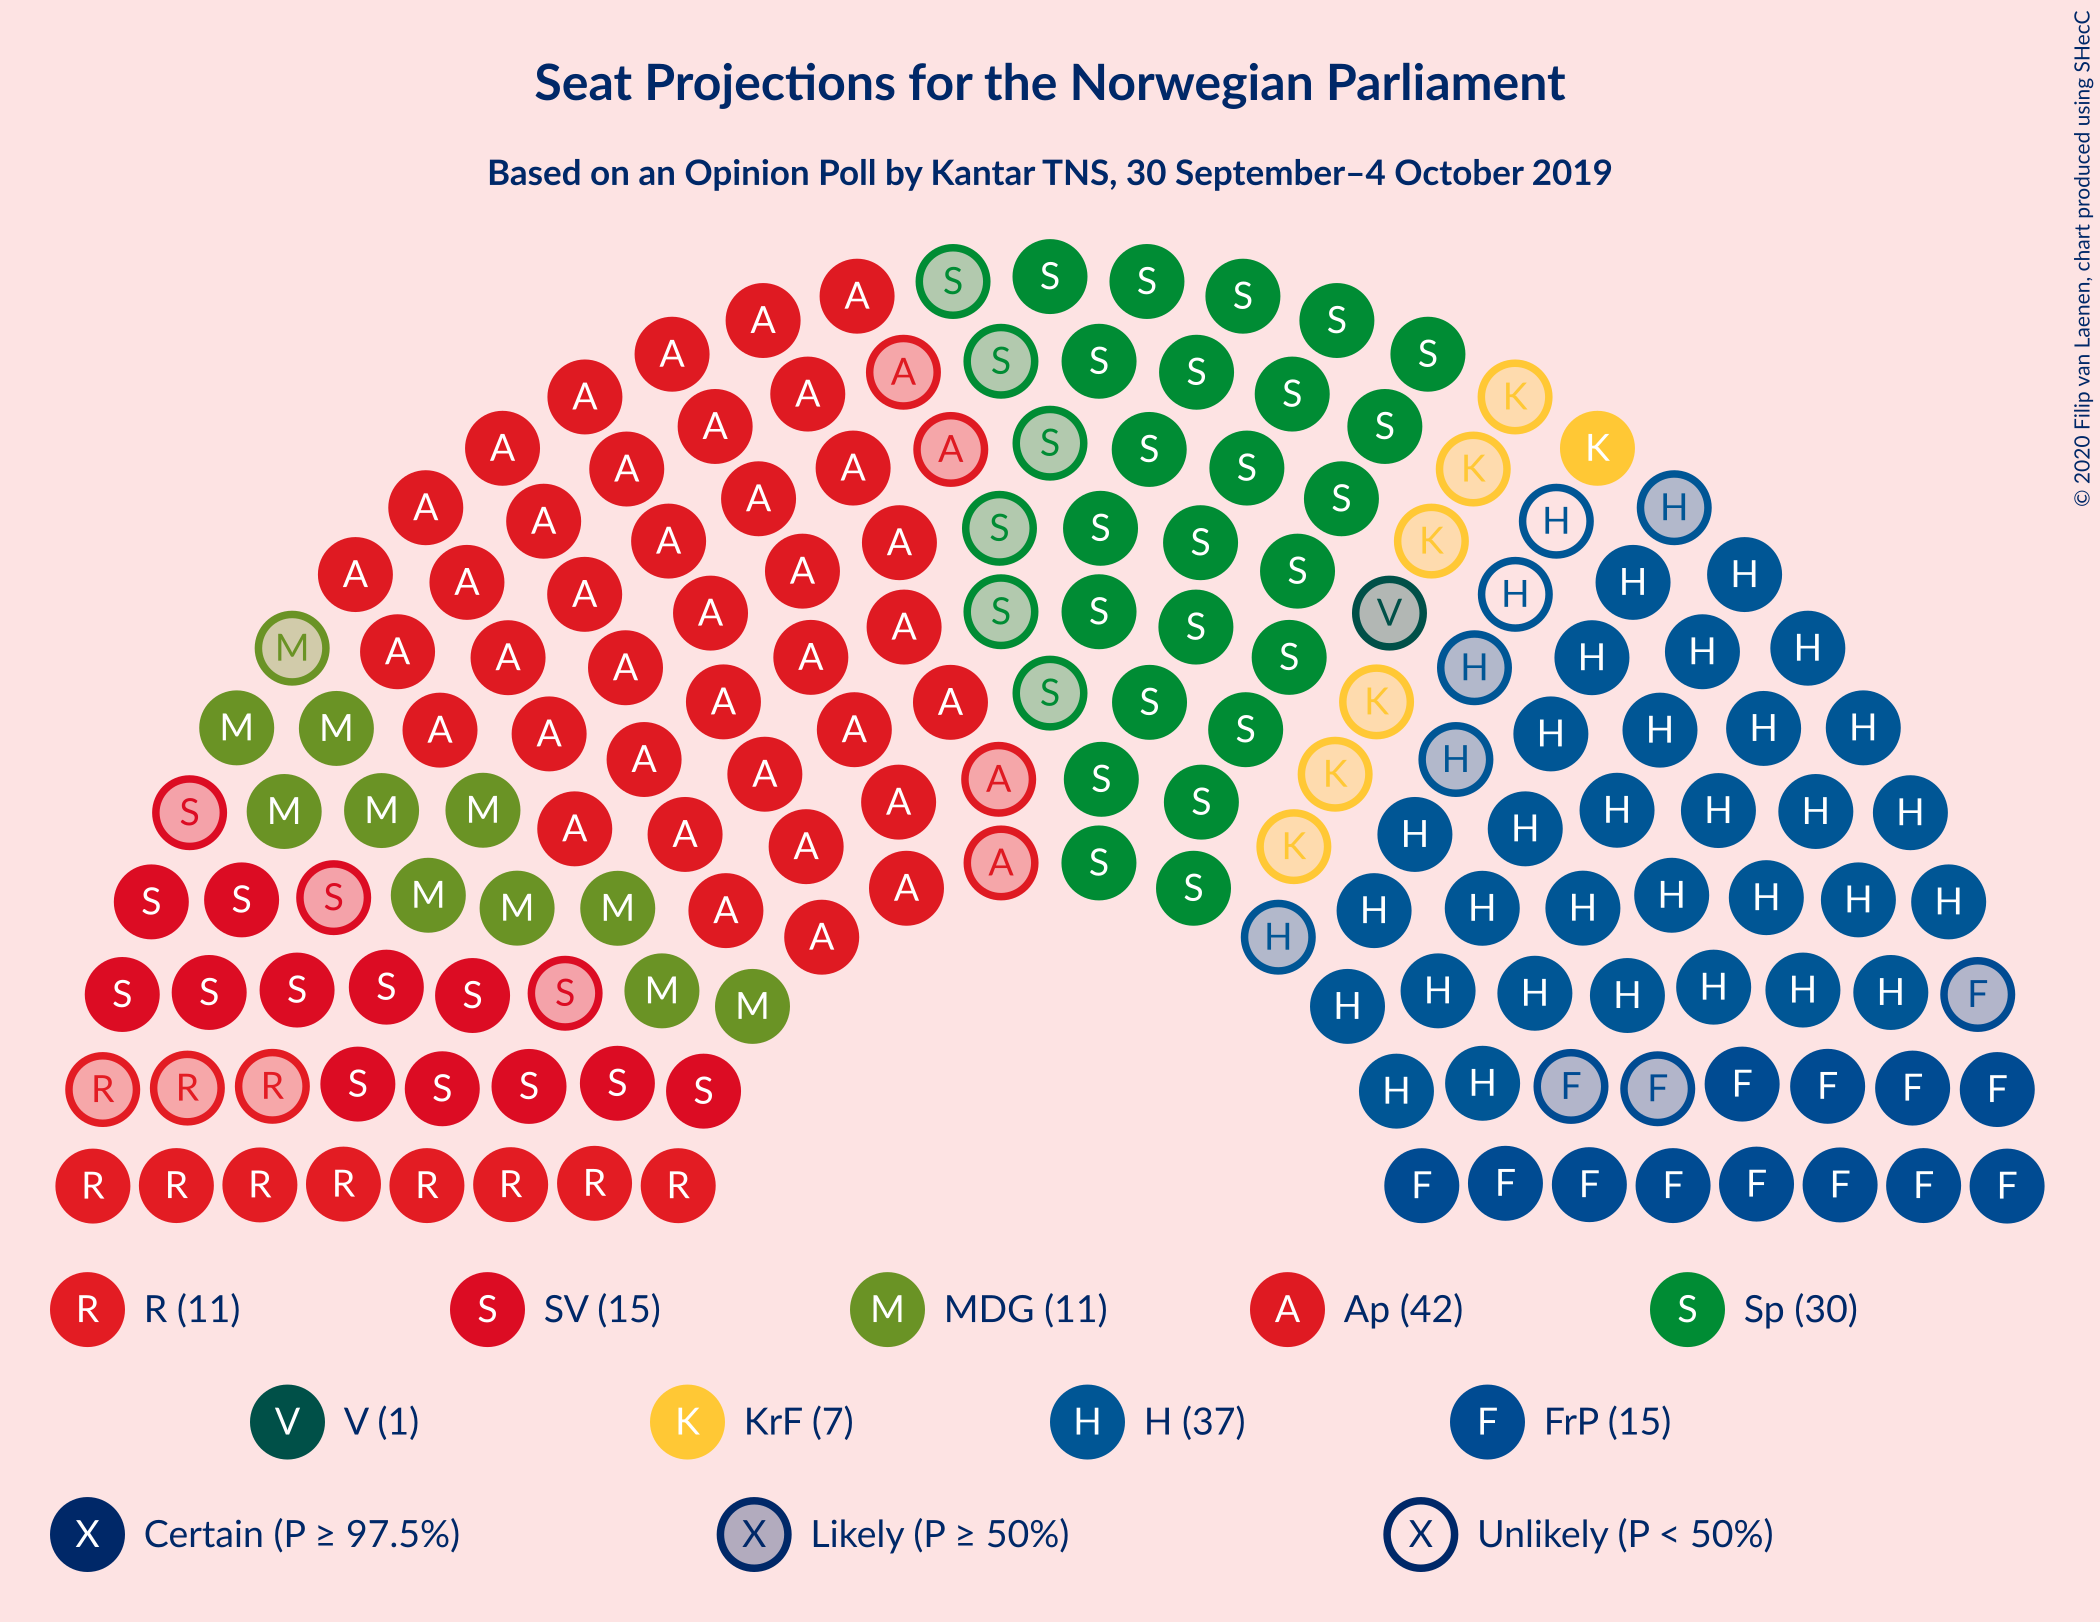 © 2020 Filip van Laenen, chart produced using SHecC
Seat Projections for the Norwegian Parliament
Based on an Opinion Poll by Kantar TNS, 30 September–4 October 2019
A S S S S
A S
A A S S S S
A A S K
A A A S S S K
A A S K
A A A S S S H H
A A S K
A A A A S H H H
A A S S S V
M A A A A S H H H H
M M A A A A A S S S K H H H H
A A A S K H
S M M M A A A S H H H H H H
A A S K
S S S M M M A A S H H H H H H H
A H
S S S S S S M M H H H H H H H F
R R R S S S S S H H F F F F F F
R R R R R R R R F F F F F F F F
R R (11) S SV (15) M MDG (11) A Ap (42) S Sp (30)
V V (1) K KrF (7) H H (37) F FrP (15)
X Certain (P ≥ 97.5%) X Likely (P ≥ 50%) X Unlikely (P < 50%)